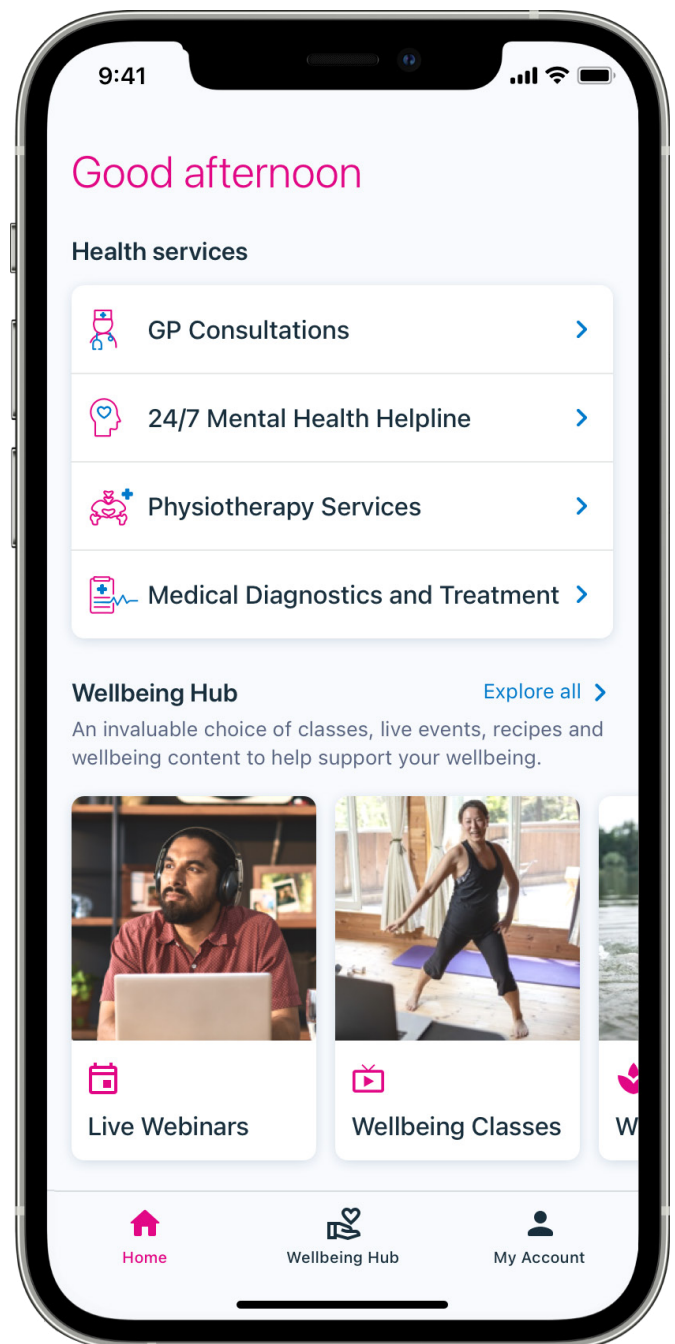 9:41
Good afternoon
Health services
GP Consultations
24/7 Mental Health Helpline
Physiotherapy Services
Medical Diagnostics and Treatment
Wellbeing Hub
Explore all
An invaluable choice of classes, live events, recipes and
wellbeing content to help support your wellbeing.
Live Webinars
Wellbeing Classes
Home
Wellbeing Hub
My Account